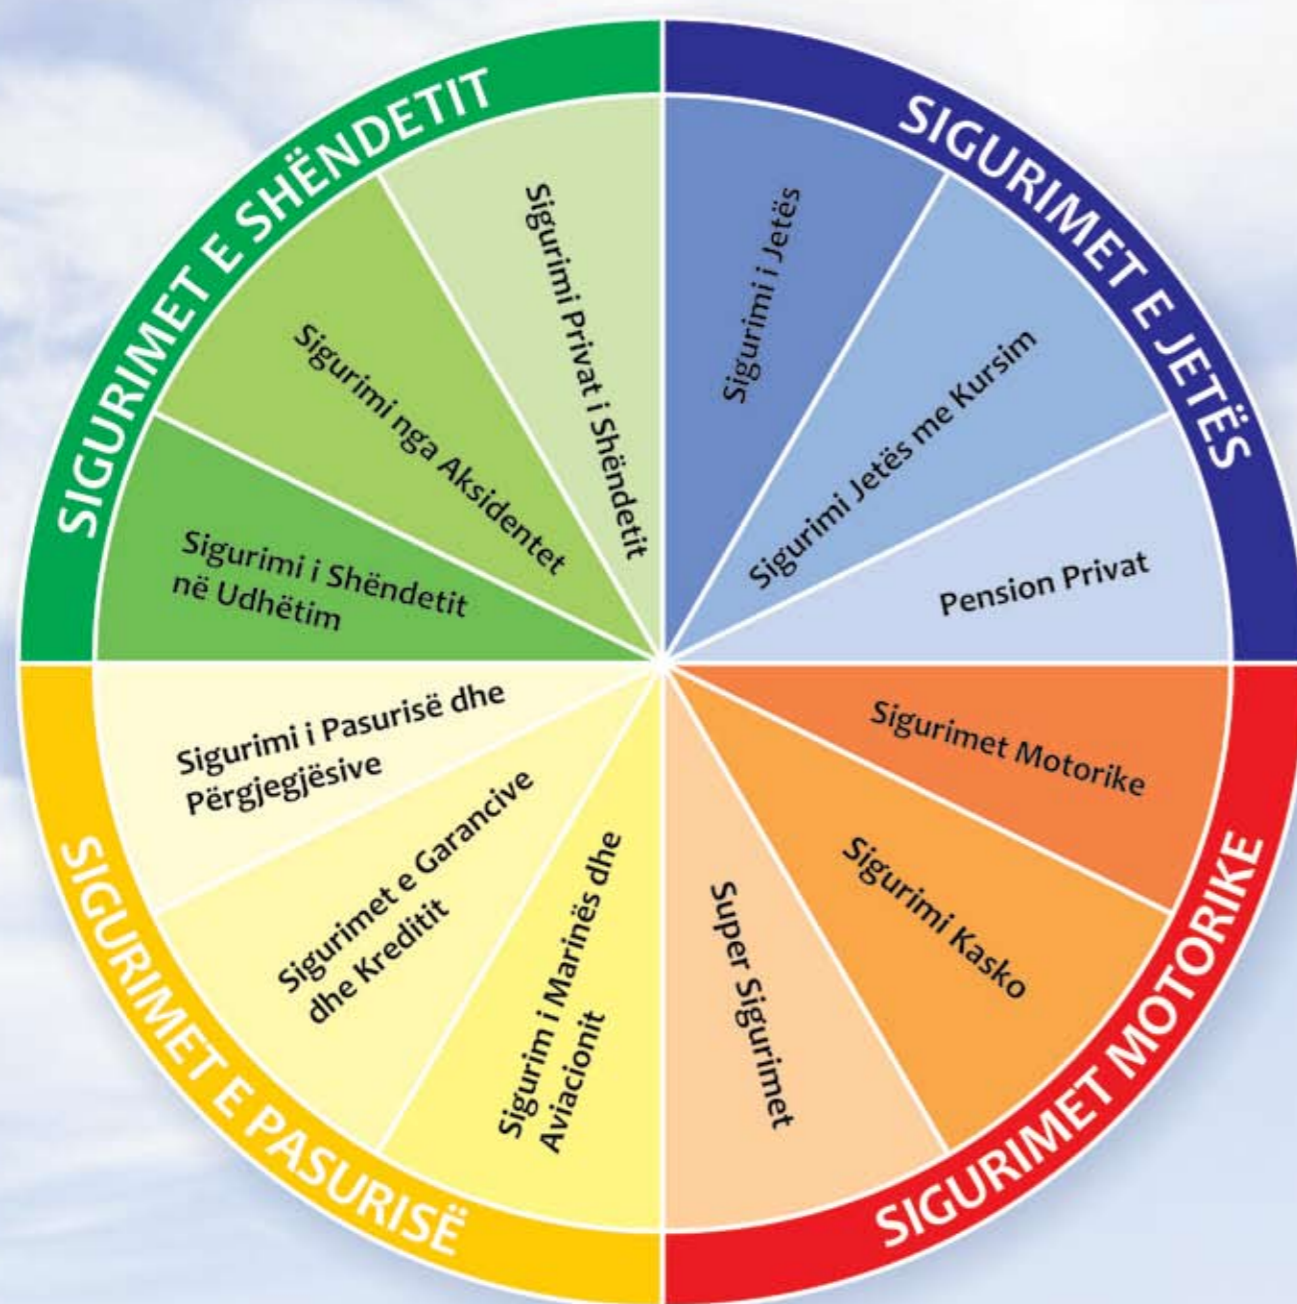 SIGURIMET E SHËNDETIT
Sigurimi Privat i Shëndetit
Sigurimi nga Aksidentet
Sigurimi i Shëndetit
në Udhëtim
SIGURIMET E JETËS
Sigurimi i Jetës
Sigurimi Jetës me Kursim
Pension Privat
SIGURIMET MOTORIKE
Sigurimet Motorike
Sigurimi Kasko
Super Sigurimet
SIGURIMET E PASURISË
Sigurimi i Pasurisë dhe
Përgjegjësive
Sigurimet e Garancive
dhe Kreditit
Sigurim i Marinës dhe
Aviacionit